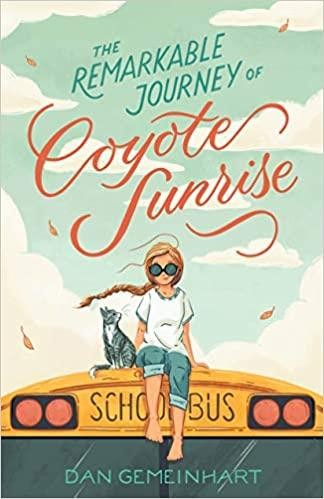 THE
REMARKABLE
JOURNEY OF
Coyote
Sunrise
SCHOOL BUS
DAN GEMEINHART